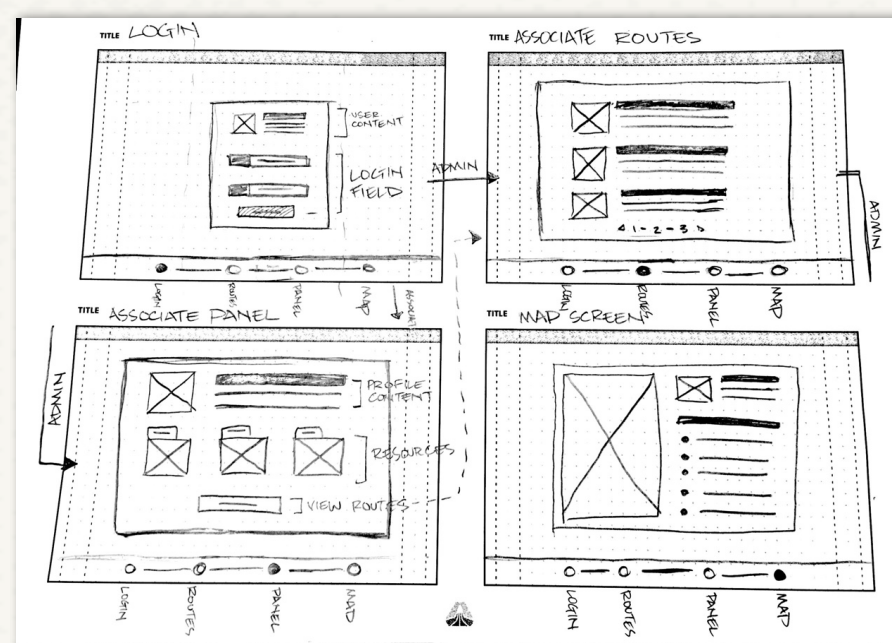 TITLE LOGIN
USER
CONTENT
LOGIN
FIELD
ADMIN
LOGIN
ROUTES
PANEL
MAP
TITLE ASSOCIATE ROUTES
◁ 1 - 2 - 3 ▷
ADMIN
LOGIN
ROUTES
PANEL
MAP
TITLE ASSOCIATE PANEL
ADMIN
PROFILE
CONTENT
RESOURCES
VIEW ROUTES
LOGIN
ROUTES
PANEL
MAP
TITLE MAP SCREEN
LOGIN
ROUTES
PANEL
MAP